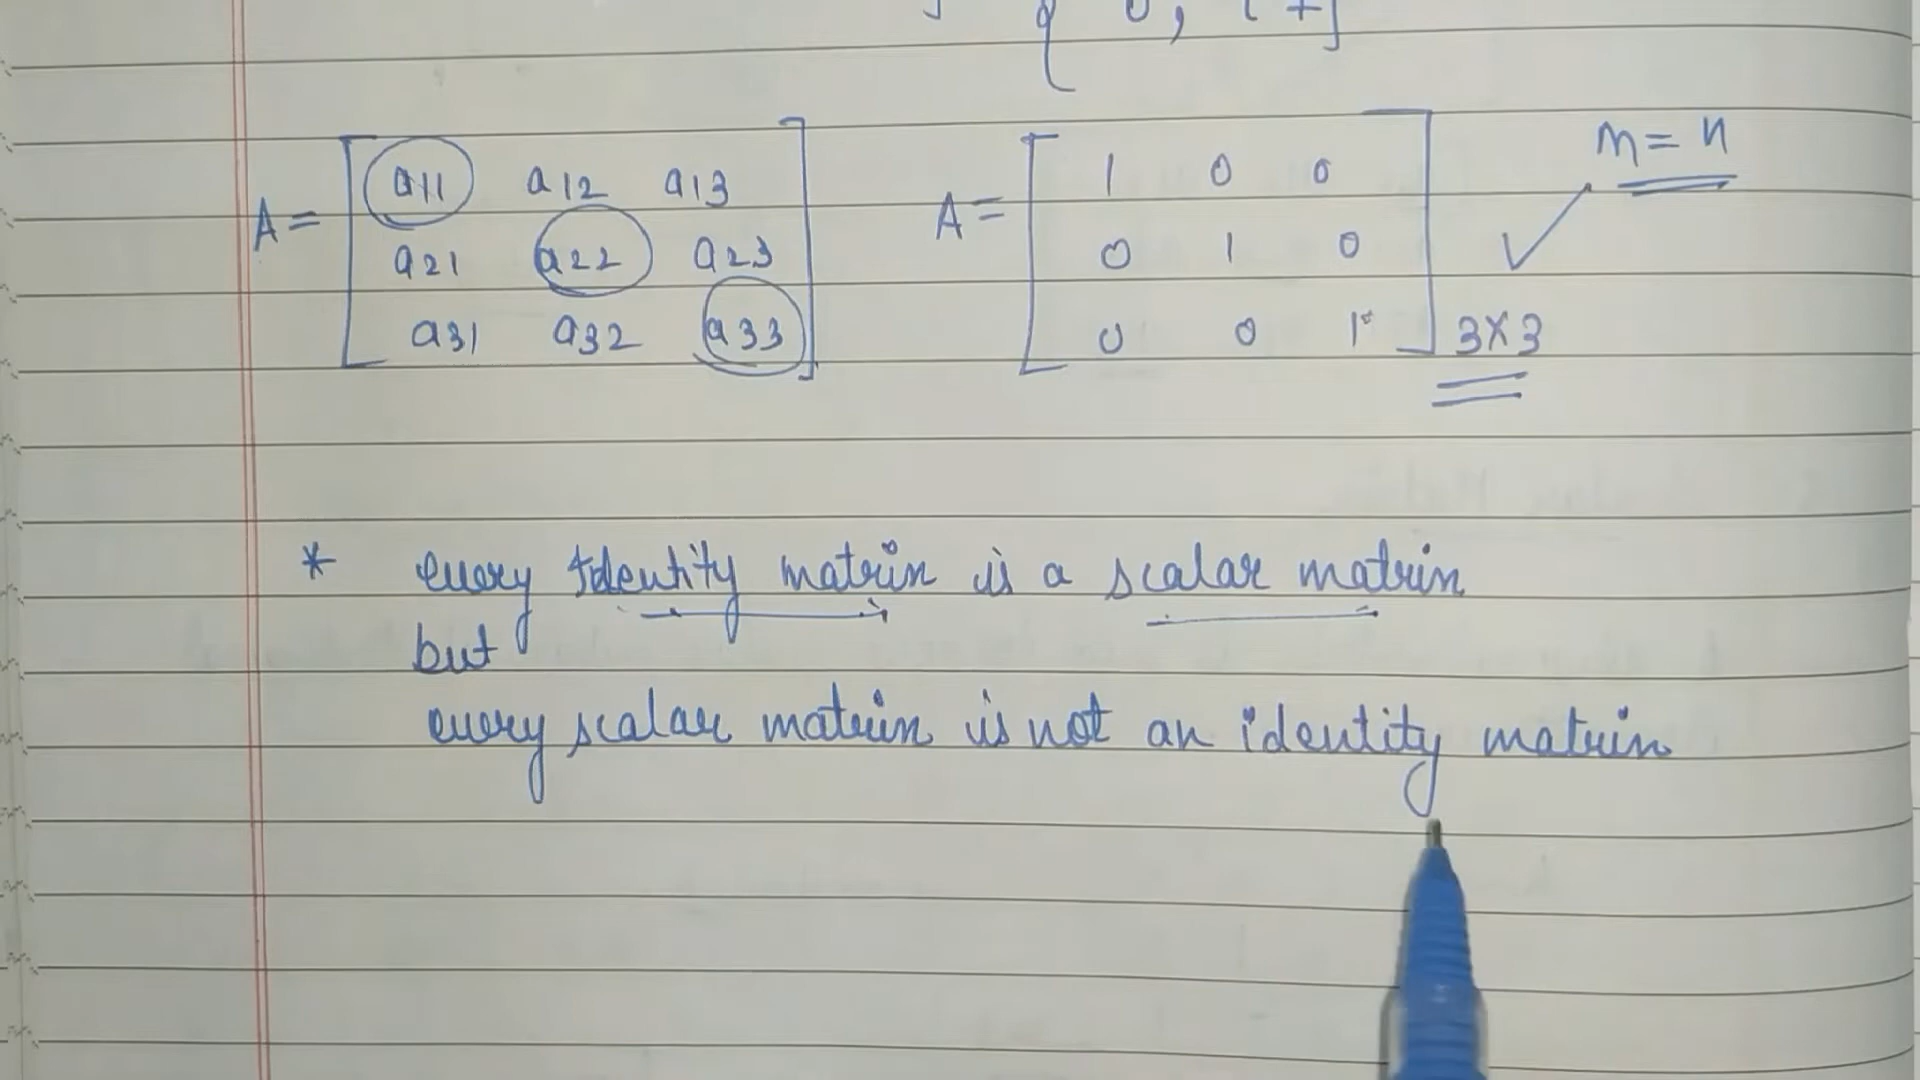 0, i ≠ j
A = [ a11 a12 a13
a21 a22 a23
a31 a32 a33 ]
A = [ 1 0 0
0 1 0
0 0 1 ] 3×3
m = n
* every Identity matrix is a scalar matrix
but
every scalar matrix is not an identity matrix